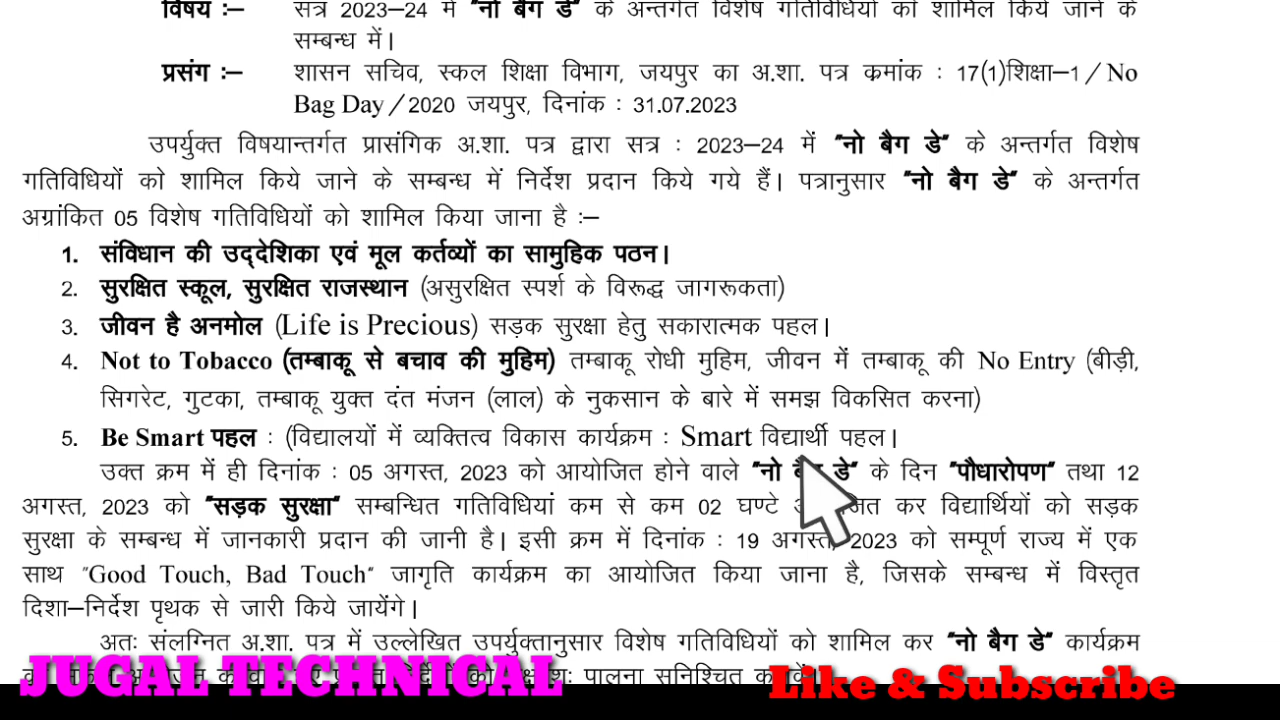 विषय :– सत्र 2023–24 में "नो बैग डे" के अन्तर्गत विशेष गतिविधियों को शामिल किये जाने के
सम्बन्ध में।
प्रसंग :– शासन सचिव, स्कल शिक्षा विभाग, जयपुर का अ.शा. पत्र क्रमांक : 17(1)शिक्षा–1/No
Bag Day/2020 जयपुर, दिनांक : 31.07.2023
उपर्युक्त विषयान्तर्गत प्रासंगिक अ.शा. पत्र द्वारा सत्र : 2023–24 में "नो बैग डे" के अन्तर्गत विशेष
गतिविधियों को शामिल किये जाने के सम्बन्ध में निर्देश प्रदान किये गये हैं। पत्रानुसार "नो बैग डे" के अन्तर्गत
अग्रांकित 05 विशेष गतिविधियों को शामिल किया जाना है :–
1. संविधान की उद्देशिका एवं मूल कर्तव्यों का सामुहिक पठन।
2. सुरक्षित स्कूल, सुरक्षित राजस्थान (असुरक्षित स्पर्श के विरूद्ध जागरूकता)
3. जीवन है अनमोल (Life is Precious) सड़क सुरक्षा हेतु सकारात्मक पहल।
4. Not to Tobacco (तम्बाकू से बचाव की मुहिम) तम्बाकू रोधी मुहिम, जीवन में तम्बाकू की No Entry (बीड़ी,
सिगरेट, गुटका, तम्बाकू युक्त दंत मंजन (लाल) के नुकसान के बारे में समझ विकसित करना)
5. Be Smart पहल : (विद्यालयों में व्यक्तित्व विकास कार्यक्रम : Smart विद्यार्थी पहल।
उक्त क्रम में ही दिनांक : 05 अगस्त, 2023 को आयोजित होने वाले "नो बैग डे" के दिन "पौधारोपण" तथा 12
अगस्त, 2023 को "सड़क सुरक्षा" सम्बन्धित गतिविधियां कम से कम 02 घण्टे कर विद्यार्थियों को सड़क
सुरक्षा के सम्बन्ध में जानकारी प्रदान की जानी है। इसी क्रम में दिनांक : 19 अगस्त, 2023 को सम्पूर्ण राज्य में एक
साथ "Good Touch, Bad Touch" जागृति कार्यक्रम का आयोजित किया जाना है, जिसके सम्बन्ध में विस्तृत
दिशा–निर्देश पृथक से जारी किये जायेंगे।
अतः संलग्नित अ.शा. पत्र में उल्लेखित उपर्युक्तानुसार विशेष गतिविधियों को शामिल कर "नो बैग डे" कार्यक्रम
पालना सुनिश्चित
JUGAL TECHNICAL
Like & Subscribe